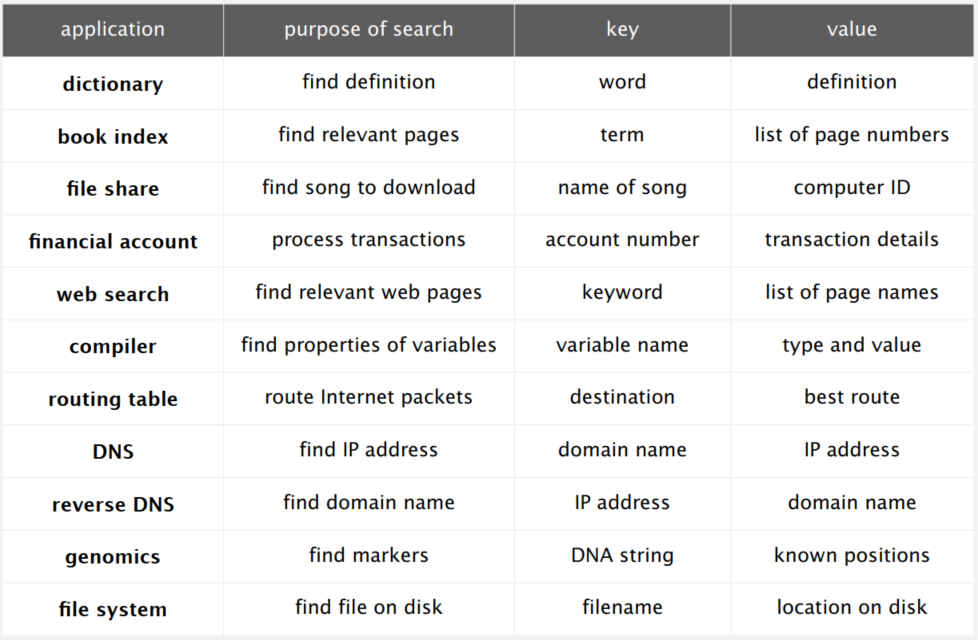 application purpose of search key value
dictionary find definition word definition
book index find relevant pages term list of page numbers
file share find song to download name of song computer ID
financial account process transactions account number transaction details
web search find relevant web pages keyword list of page names
compiler find properties of variables variable name type and value
routing table route Internet packets destination best route
DNS find IP address domain name IP address
reverse DNS find domain name IP address domain name
genomics find markers DNA string known positions
file system find file on disk filename location on disk